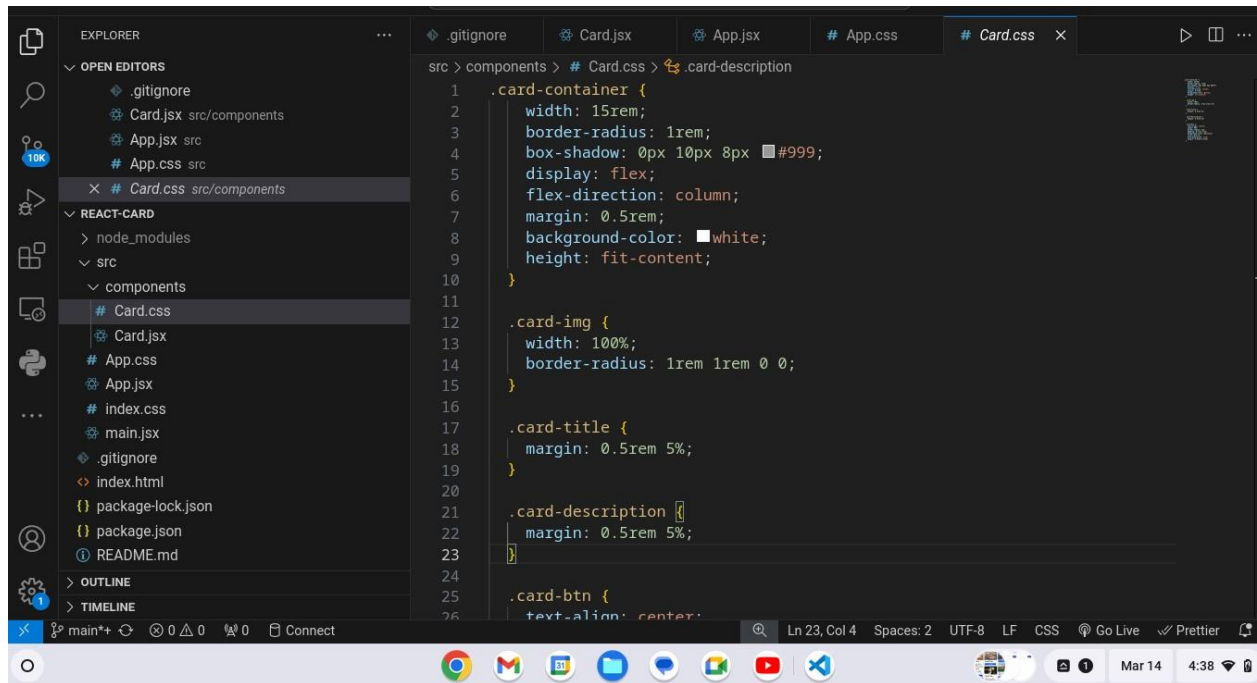 EXPLORER
...
OPEN EDITORS
.gitignore
Card.jsx src/components
App.jsx src
# App.css src
# Card.css src/components
REACT-CARD
node_modules
src
components
# Card.css
Card.jsx
# App.css
App.jsx
# index.css
main.jsx
.gitignore
<> index.html
{} package-lock.json
{} package.json
README.md
OUTLINE
TIMELINE
10K
1
.gitignore
Card.jsx
App.jsx
# App.css
# Card.css
src > components > # Card.css > .card-description
1 .card-container {
2 width: 15rem;
3 border-radius: 1rem;
4 box-shadow: 0px 10px 8px #999;
5 display: flex;
6 flex-direction: column;
7 margin: 0.5rem;
8 background-color: white;
9 height: fit-content;
10 }
11
12 .card-img {
13 width: 100%;
14 border-radius: 1rem 1rem 0 0;
15 }
16
17 .card-title {
18 margin: 0.5rem 5%;
19 }
20
21 .card-description {
22 margin: 0.5rem 5%;
23 }
24
25 .card-btn {
26 text-align: center;
main*+ 0 0 0 Connect
Ln 23, Col 4 Spaces: 2 UTF-8 LF CSS Go Live Prettier
31
1 Mar 14 4:38